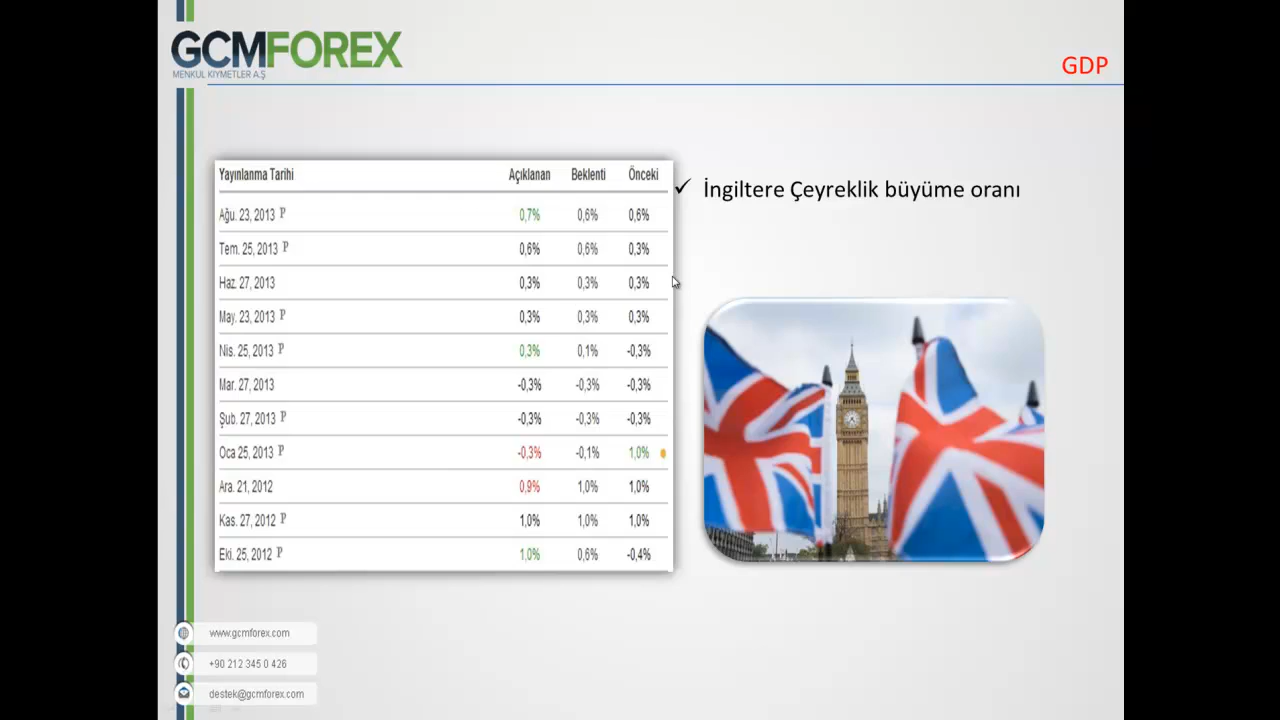 GCMFOREX
MENKUL KIYMETLER A.Ş
GDP
Yayınlanma Tarihi Açıklanan Beklenti Önceki
Ağu. 23, 2013 P 0,7% 0,6% 0,6%
Tem. 25, 2013 P 0,6% 0,6% 0,3%
Haz. 27, 2013 0,3% 0,3% 0,3%
May. 23, 2013 P 0,3% 0,3% 0,3%
Nis. 25, 2013 P 0,3% 0,1% -0,3%
Mar. 27, 2013 -0,3% -0,3% -0,3%
Şub. 27, 2013 P -0,3% -0,3% -0,3%
Oca 25, 2013 P -0,3% -0,1% 1,0%
Ara. 21, 2012 0,9% 1,0% 1,0%
Kas. 27, 2012 P 1,0% 1,0% 1,0%
Eki. 25, 2012 P 1,0% 0,6% -0,4%
✓ İngiltere Çeyreklik büyüme oranı
www.gcmforex.com
+90 212 345 0 426
destek@gcmforex.com